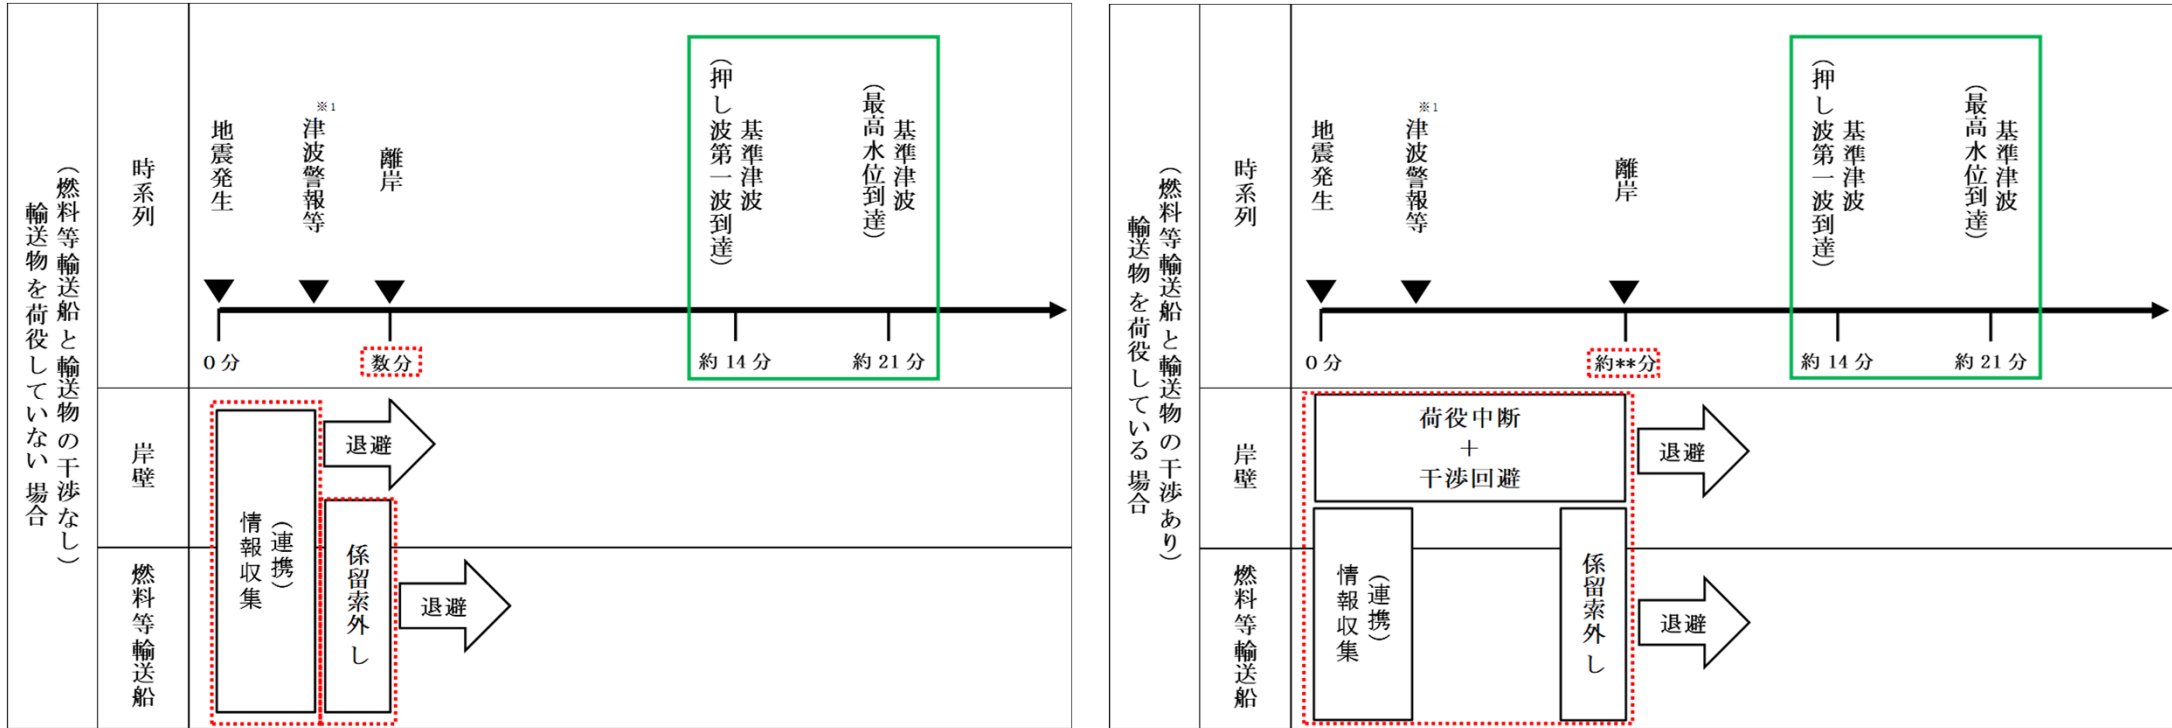 輸送物を荷役していない場合
（燃料等輸送船と輸送物の干渉なし）
時系列
地震発生
※1
津波警報等
離岸
基準津波
（押し波第一波到達）
基準津波
（最高水位到達）
0分
数分
約14分
約21分
岸壁
情報収集
（連携）
退避
係留索外し
燃料等輸送船
退避
輸送物を荷役している場合
（燃料等輸送船と輸送物の干渉あり）
時系列
地震発生
※1
津波警報等
離岸
基準津波
（押し波第一波到達）
基準津波
（最高水位到達）
0分
約**分
約14分
約21分
岸壁
荷役中断
＋
干渉回避
退避
情報収集
（連携）
係留索外し
燃料等輸送船
退避